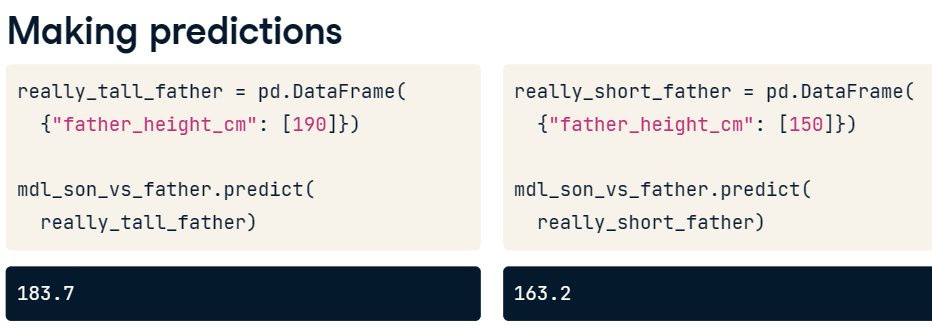 Making predictions
really_tall_father = pd.DataFrame(
  {"father_height_cm": [190]})
mdl_son_vs_father.predict(
  really_tall_father)
183.7
really_short_father = pd.DataFrame(
  {"father_height_cm": [150]})
mdl_son_vs_father.predict(
  really_short_father)
163.2